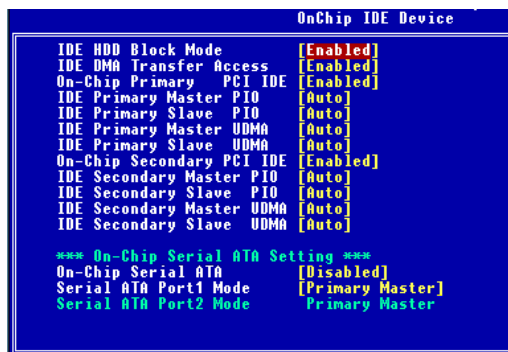 OnChip IDE Device
IDE HDD Block Mode [Enabled]
IDE DMA Transfer Access [Enabled]
On-Chip Primary PCI IDE [Enabled]
IDE Primary Master PIO [Auto]
IDE Primary Slave PIO [Auto]
IDE Primary Master UDMA [Auto]
IDE Primary Slave UDMA [Auto]
On-Chip Secondary PCI IDE [Enabled]
IDE Secondary Master PIO [Auto]
IDE Secondary Slave PIO [Auto]
IDE Secondary Master UDMA [Auto]
IDE Secondary Slave UDMA [Auto]
*** On-Chip Serial ATA Setting ***
On-Chip Serial ATA [Disabled]
Serial ATA Port1 Mode [Primary Master]
Serial ATA Port2 Mode Primary Master